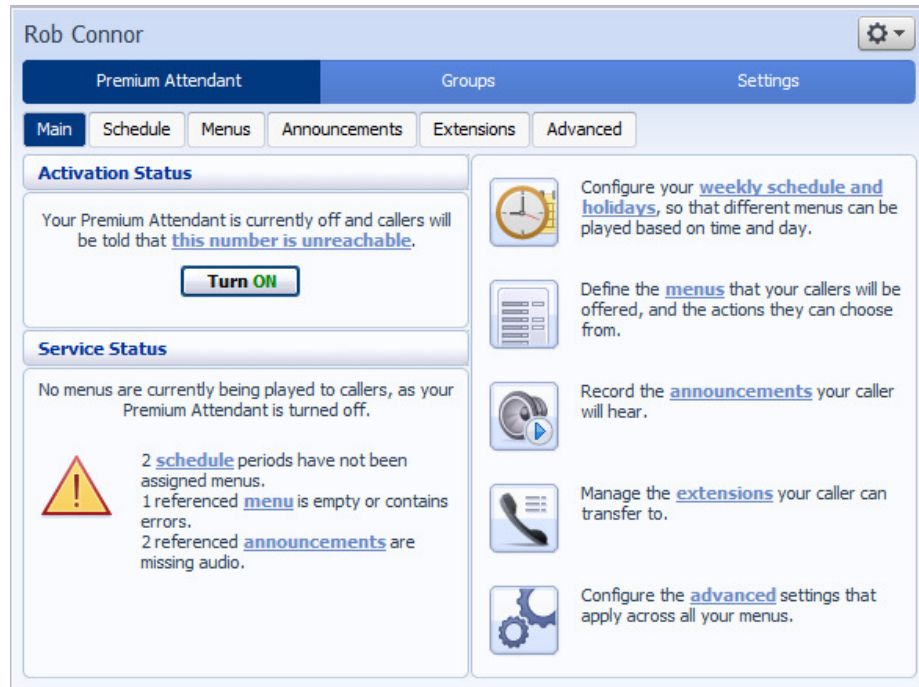 Rob Connor
Premium Attendant
Groups
Settings
Main
Schedule
Menus
Announcements
Extensions
Advanced
Activation Status
Your Premium Attendant is currently off and callers will
be told that this number is unreachable.
Turn ON
Service Status
No menus are currently being played to callers, as your
Premium Attendant is turned off.
2 schedule periods have not been
assigned menus.
1 referenced menu is empty or contains
errors.
2 referenced announcements are
missing audio.
Configure your weekly schedule and
holidays, so that different menus can be
played based on time and day.
Define the menus that your callers will be
offered, and the actions they can choose
from.
Record the announcements your caller
will hear.
Manage the extensions your caller can
transfer to.
Configure the advanced settings that
apply across all your menus.